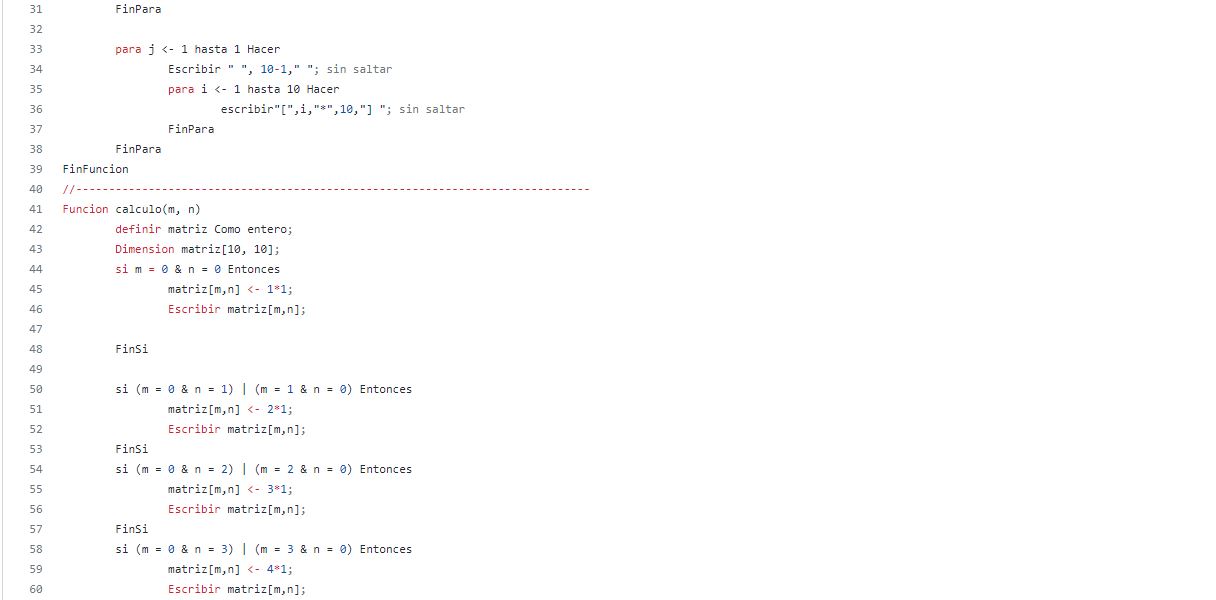 31 FinPara
32
33 para j <- 1 hasta 1 Hacer
34 Escribir " ", 10-1," "; sin saltar
35 para i <- 1 hasta 10 Hacer
36 escribir"[",i,"*",10,"] "; sin saltar
37 FinPara
38 FinPara
39 FinFuncion
40 //------------------------------------------------------------------------------
41 Funcion calculo(m, n)
42 definir matriz Como entero;
43 Dimension matriz[10, 10];
44 si m = 0 & n = 0 Entonces
45 matriz[m,n] <- 1*1;
46 Escribir matriz[m,n];
47
48 FinSi
49
50 si (m = 0 & n = 1) | (m = 1 & n = 0) Entonces
51 matriz[m,n] <- 2*1;
52 Escribir matriz[m,n];
53 FinSi
54 si (m = 0 & n = 2) | (m = 2 & n = 0) Entonces
55 matriz[m,n] <- 3*1;
56 Escribir matriz[m,n];
57 FinSi
58 si (m = 0 & n = 3) | (m = 3 & n = 0) Entonces
59 matriz[m,n] <- 4*1;
60 Escribir matriz[m,n];